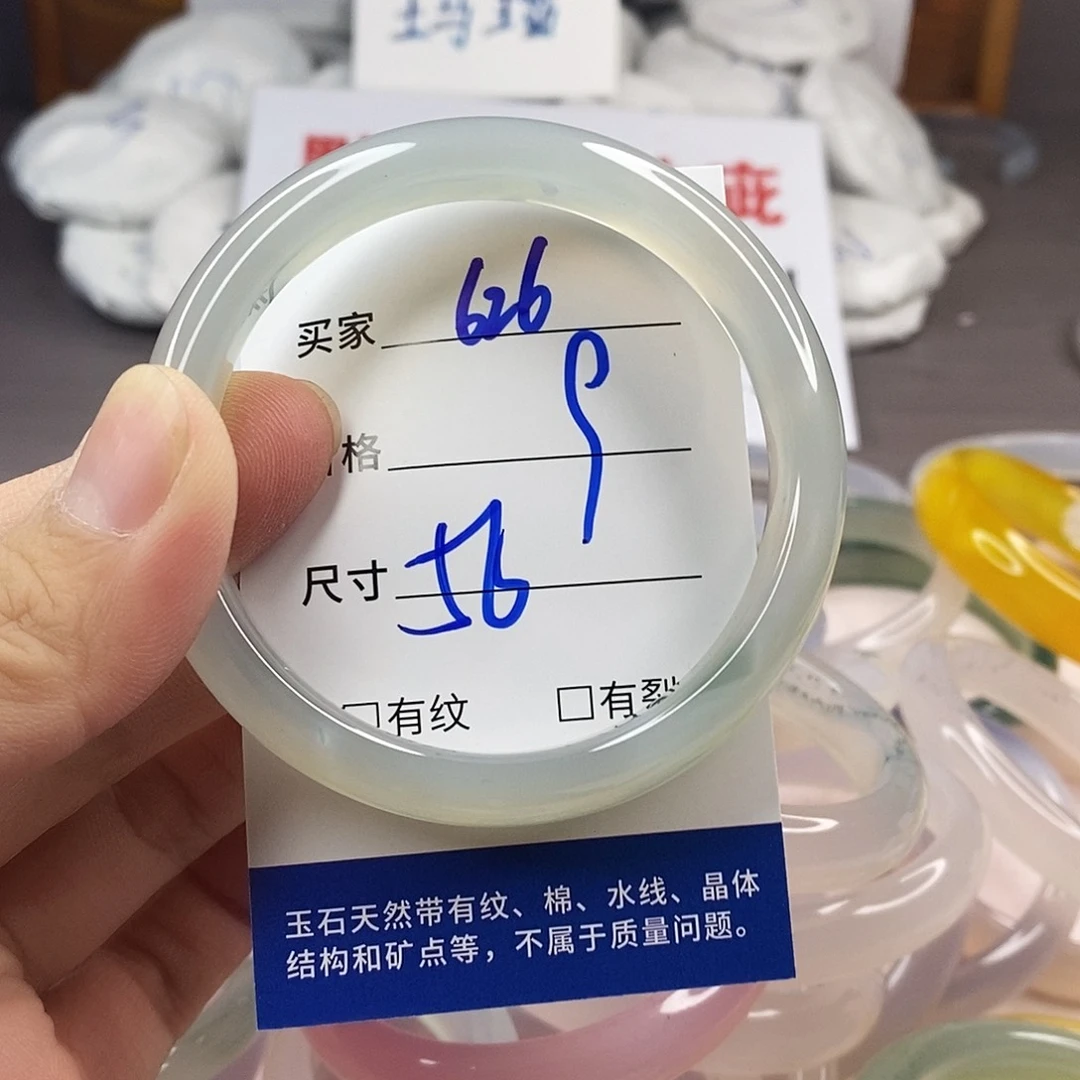 玛瑙
买家 626
格
尺寸 56
□有纹 □有裂
玉石天然带有纹、棉、水线、晶体
结构和矿点等，不属于质量问题。